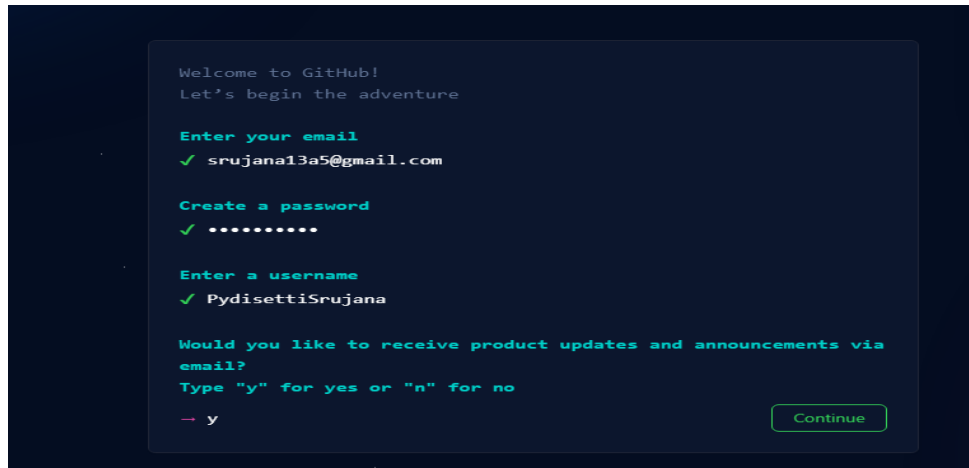 Welcome to GitHub!
Let’s begin the adventure
Enter your email
✓ srujana13a5@gmail.com
Create a password
✓ ••••••••••
Enter a username
✓ PydisettiSrujana
Would you like to receive product updates and announcements via
email?
Type "y" for yes or "n" for no
→ y Continue